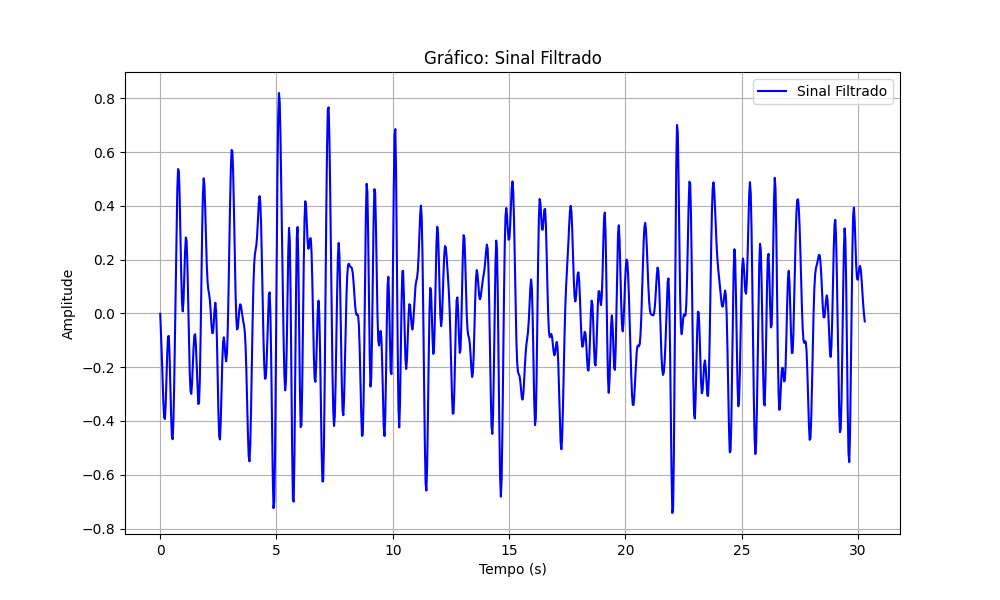 Gráfico: Sinal Filtrado
Sinal Filtrado
Amplitude
0.8
0.6
0.4
0.2
0.0
−0.2
−0.4
−0.6
−0.8
0 5 10 15 20 25 30
Tempo (s)